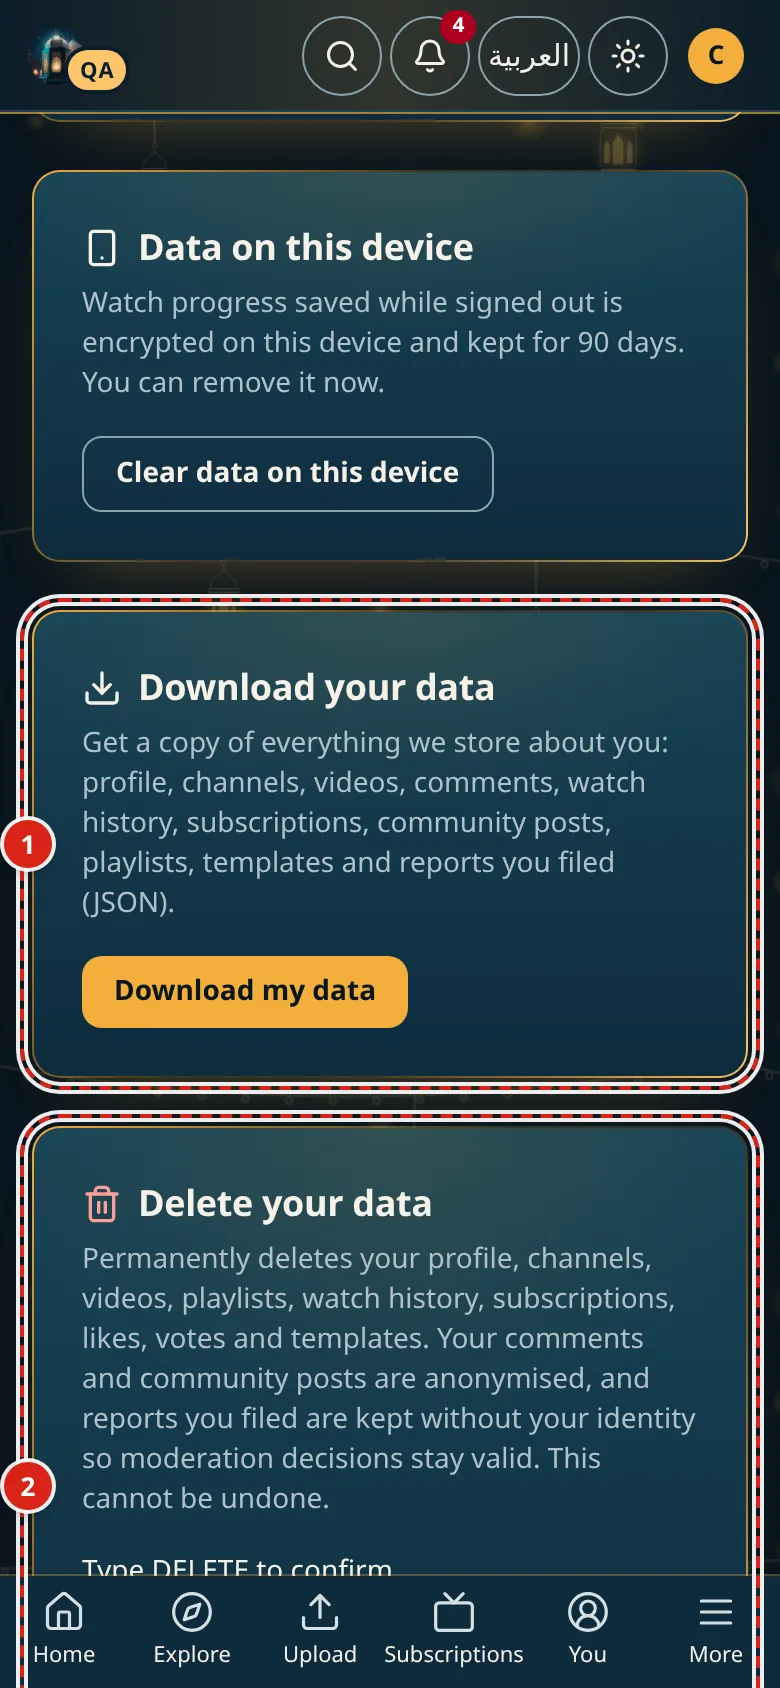 QA
4
العربية
C
Data on this device
Watch progress saved while signed out is
encrypted on this device and kept for 90 days.
You can remove it now.
Clear data on this device
Download your data
Get a copy of everything we store about you:
profile, channels, videos, comments, watch
history, subscriptions, community posts,
playlists, templates and reports you filed
(JSON).
1
Download my data
Delete your data
Permanently deletes your profile, channels,
videos, playlists, watch history, subscriptions,
likes, votes and templates. Your comments
and community posts are anonymised, and
reports you filed are kept without your identity
so moderation decisions stay valid. This
cannot be undone.
2
Type DELETE to confirm
Home
Explore
Upload
Subscriptions
You
More